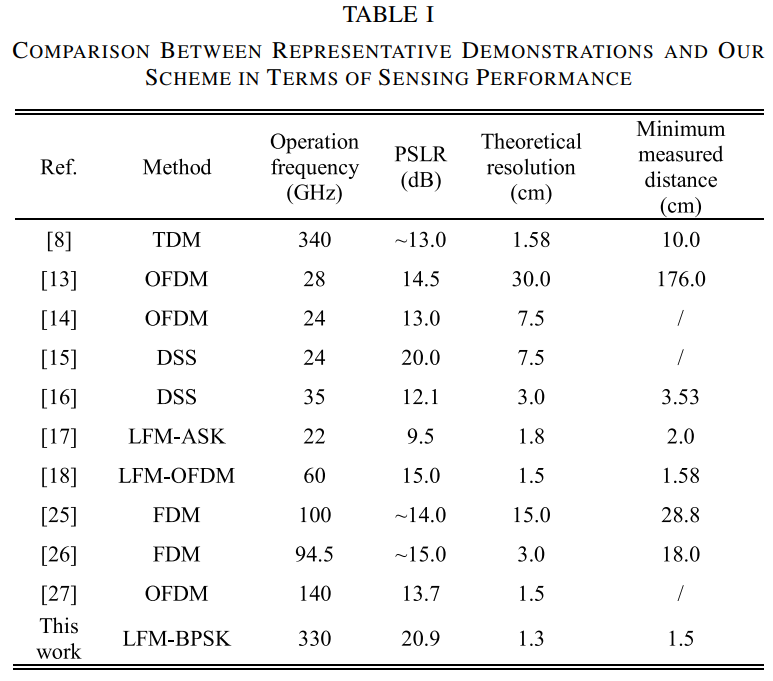 TABLE I
COMPARISON BETWEEN REPRESENTATIVE DEMONSTRATIONS AND OUR
SCHEME IN TERMS OF SENSING PERFORMANCE
Ref. Method Operation frequency (GHz) PSLR (dB) Theoretical resolution (cm) Minimum measured distance (cm)
[8] TDM 340 ~13.0 1.58 10.0
[13] OFDM 28 14.5 30.0 176.0
[14] OFDM 24 13.0 7.5 /
[15] DSS 24 20.0 7.5 /
[16] DSS 35 12.1 3.0 3.53
[17] LFM-ASK 22 9.5 1.8 2.0
[18] LFM-OFDM 60 15.0 1.5 1.58
[25] FDM 100 ~14.0 15.0 28.8
[26] FDM 94.5 ~15.0 3.0 18.0
[27] OFDM 140 13.7 1.5 /
This work LFM-BPSK 330 20.9 1.3 1.5